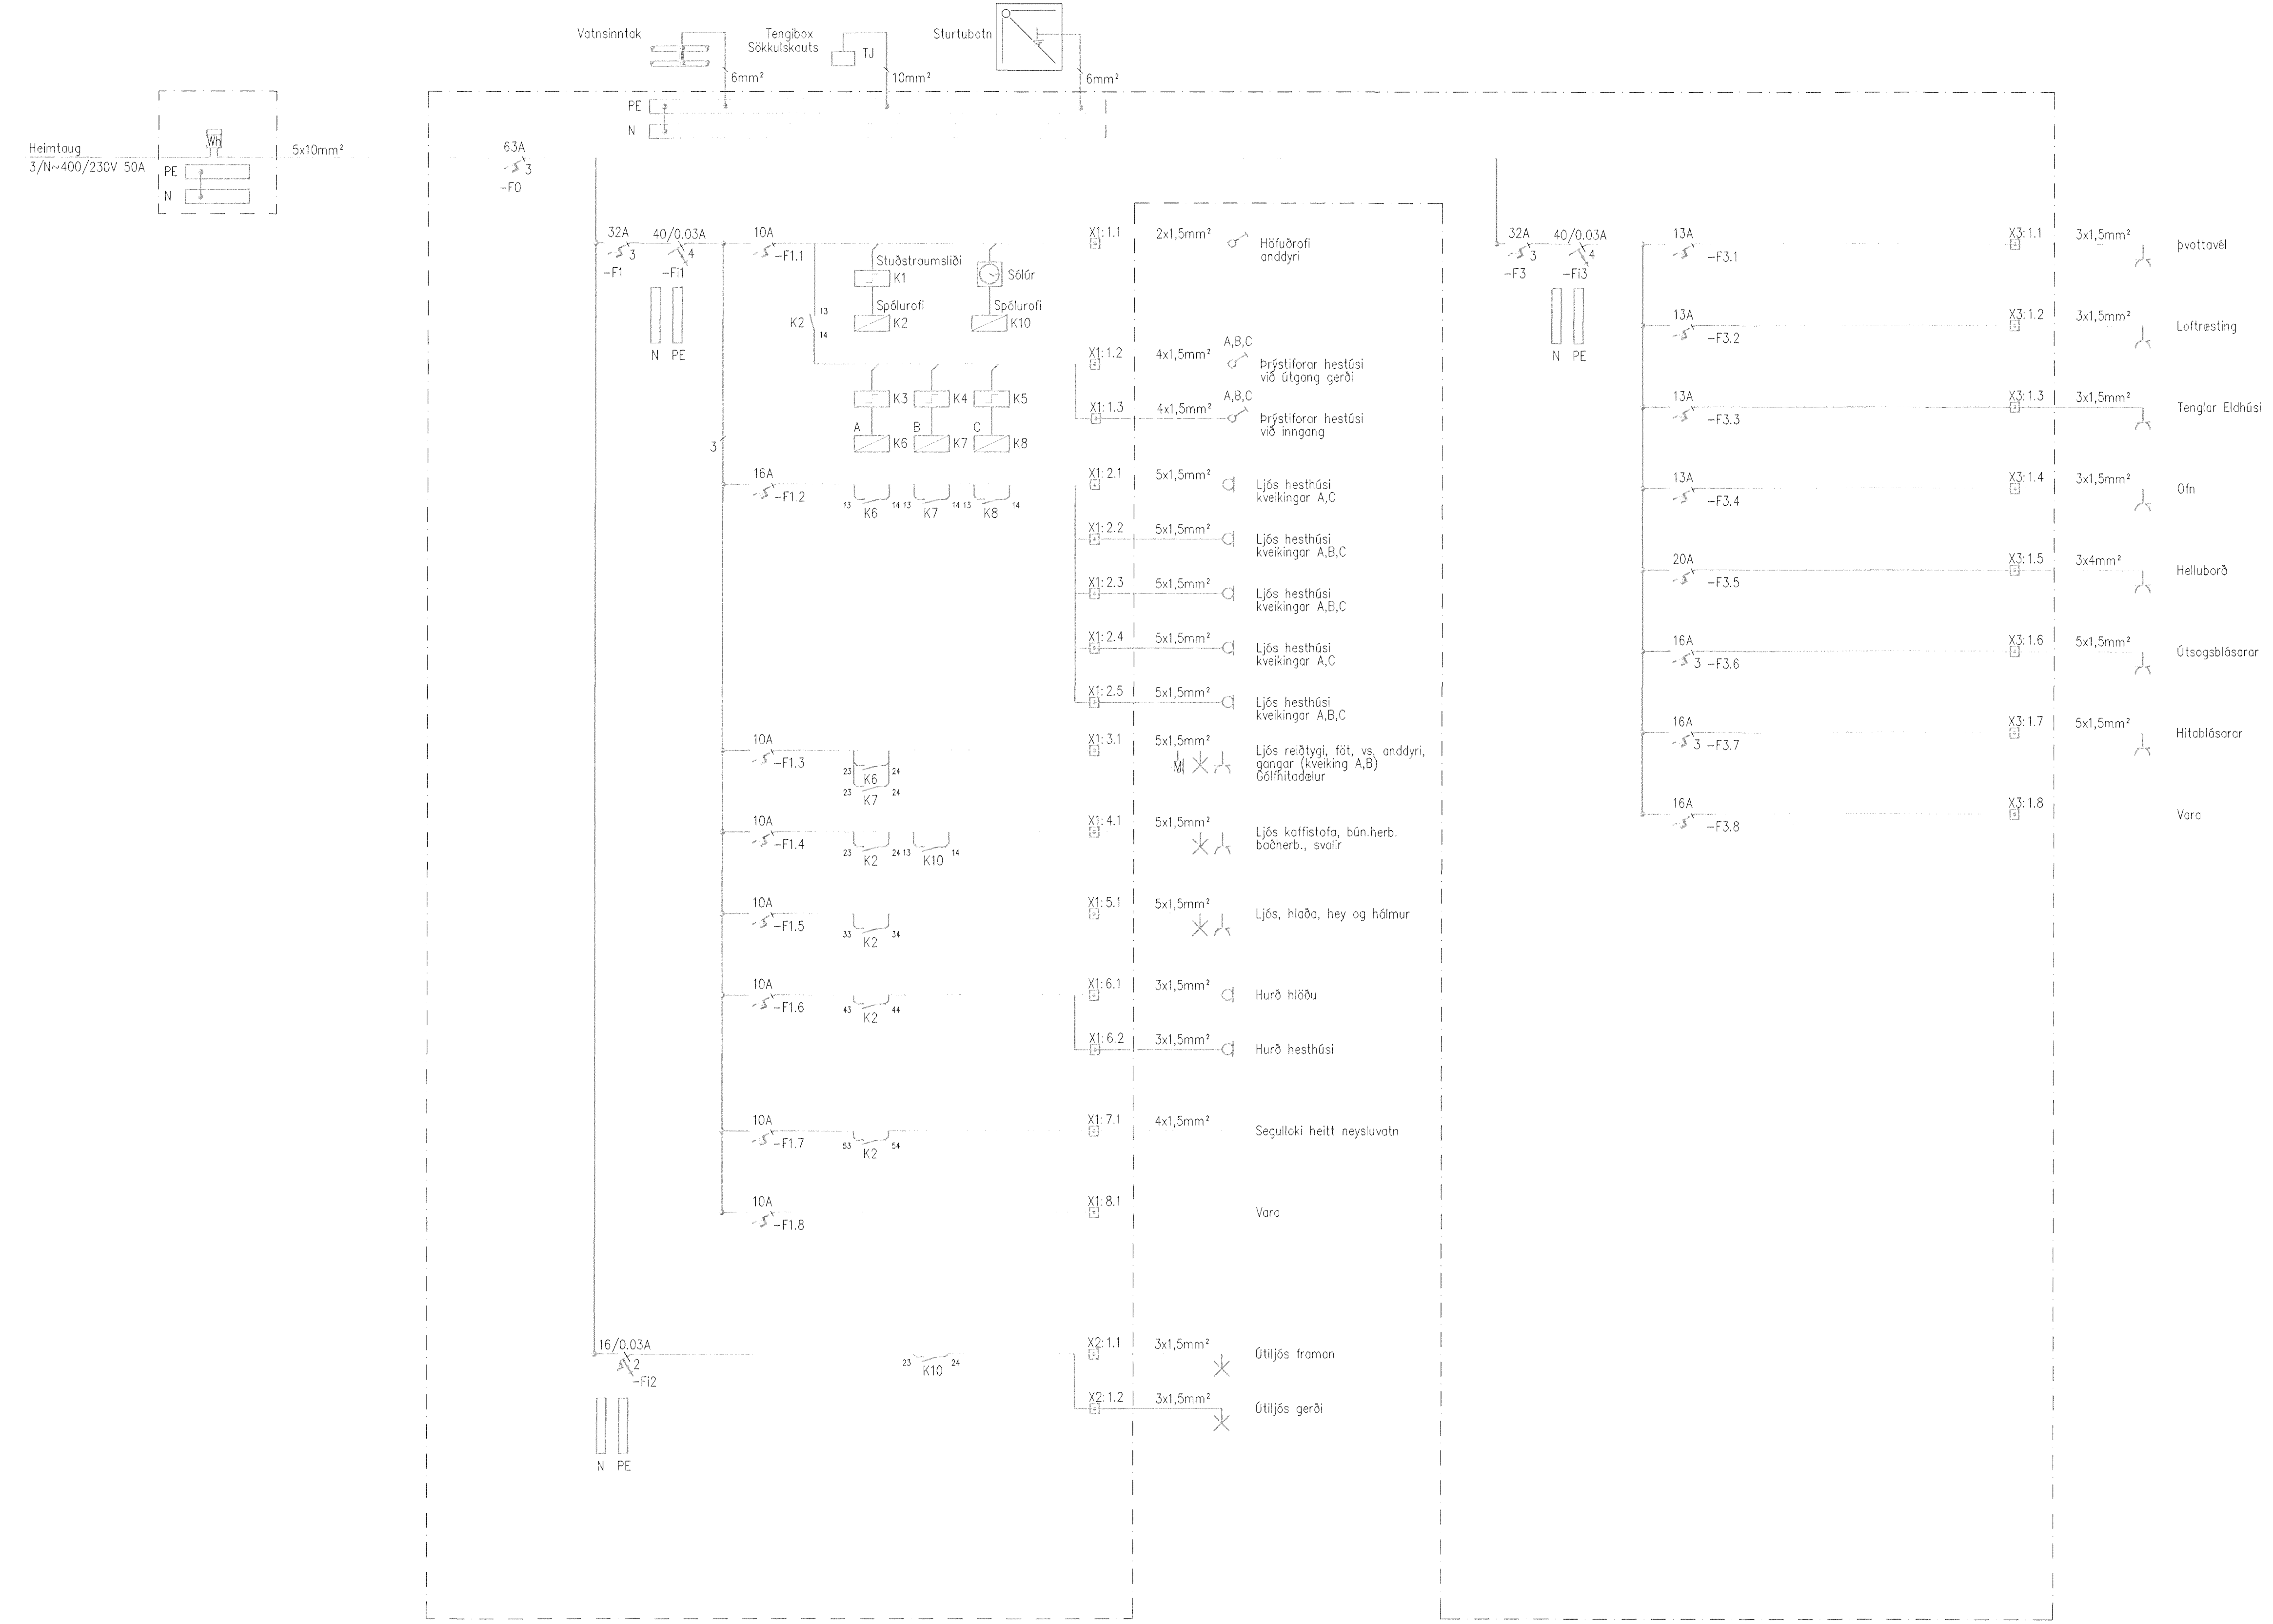 Vatnsinntak
6mm²
Tengibox
Sökkulskauts
TJ
10mm²
Sturtubotn
6mm²
Heimtaug
3/N~400/230V 50A
Wh
PE
N
5x10mm²
PE
N
63A
3
-F0
32A
3
-F1
40/0.03A
4
-Fi1
N PE
3
10A
-F1.1
Stuðstraumsliði
K1
Spólurofi
K2
Sólúr
Spólurofi
K10
K2
13
14
K3
K4
K5
A
K6
B
K7
C
K8
X1:1.1
2x1,5mm²
Höfuðrofi
anddyri
X1:1.2
4x1,5mm²
A,B,C
Þrýstiforar hestúsi
við útgang gerði
X1:1.3
4x1,5mm²
A,B,C
Þrýstiforar hestúsi
við inngang
16A
-F1.2
13 14 13 14 13 14
K6 K7 K8
X1:2.1
5x1,5mm²
Ljós hesthúsi
kveikingar A,C
X1:2.2
5x1,5mm²
Ljós hesthúsi
kveikingar A,B,C
X1:2.3
5x1,5mm²
Ljós hesthúsi
kveikingar A,B,C
X1:2.4
5x1,5mm²
Ljós hesthúsi
kveikingar A,C
X1:2.5
5x1,5mm²
Ljós hesthúsi
kveikingar A,B,C
10A
-F1.3
23 24
K6
23 24
K7
X1:3.1
5x1,5mm²
M
Ljós reiðtygi, föt, vs, anddyri,
gangar (kveiking A,B)
Gólfhitadælur
10A
-F1.4
23 24 13 14
K2 K10
X1:4.1
5x1,5mm²
Ljós kaffistofa, bún.herb.
baðherb., svalir
10A
-F1.5
33 34
K2
X1:5.1
5x1,5mm²
Ljós, hlaða, hey og hálmur
10A
-F1.6
43 44
K2
X1:6.1
3x1,5mm²
Hurð hlöðu
X1:6.2
3x1,5mm²
Hurð hesthúsi
10A
-F1.7
53 54
K2
X1:7.1
4x1,5mm²
Segulloki heitt neysluvatn
10A
-F1.8
X1:8.1
Vara
16/0.03A
2
-Fi2
N PE
23 24
K10
X2:1.1
3x1,5mm²
Útiljós framan
X2:1.2
3x1,5mm²
Útiljós gerði
32A
3
-F3
40/0.03A
4
-Fi3
N PE
13A
-F3.1
X3:1.1
3x1,5mm²
Þvottavél
13A
-F3.2
X3:1.2
3x1,5mm²
Loftræsting
13A
-F3.3
X3:1.3
3x1,5mm²
Tenglar Eldhúsi
13A
-F3.4
X3:1.4
3x1,5mm²
Ofn
20A
-F3.5
X3:1.5
3x4mm²
Helluborð
16A
3 -F3.6
X3:1.6
5x1,5mm²
Útsogsblásarar
16A
3 -F3.7
X3:1.7
5x1,5mm²
Hitablásarar
16A
-F3.8
X3:1.8
Vara